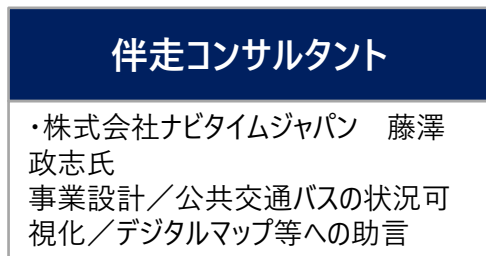 伴走コンサルタント
・株式会社ナビタイムジャパン　藤澤
政志氏
事業設計／公共交通バスの状況可
視化／デジタルマップ等への助言